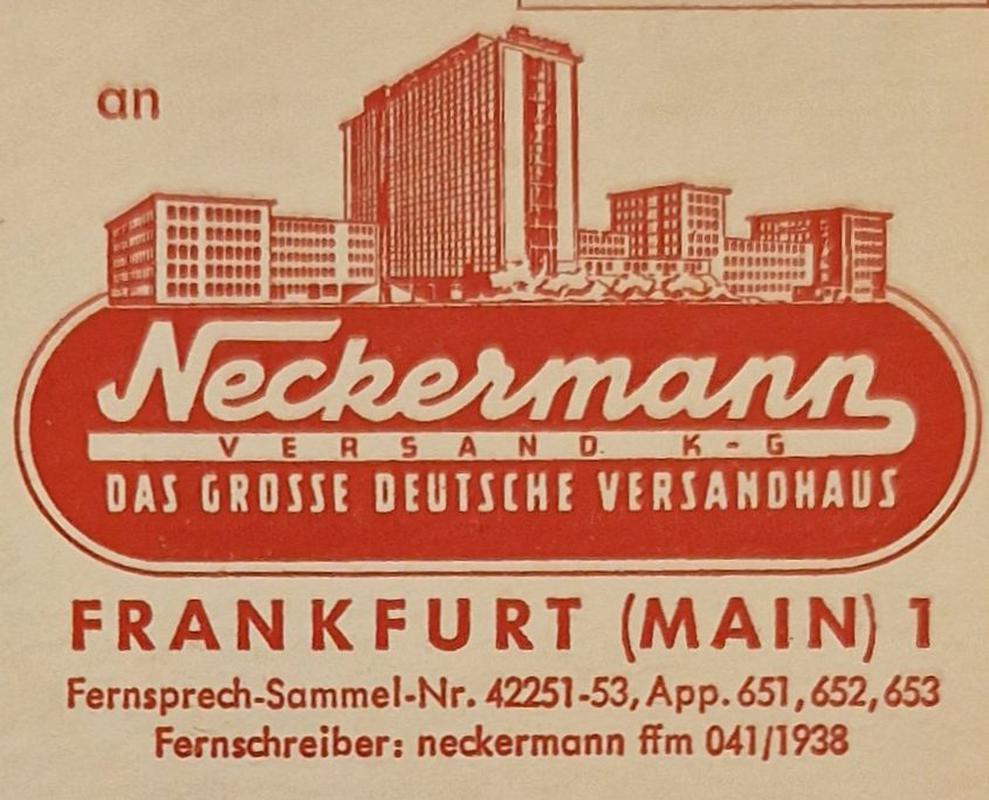 an
Neckermann
VERSAND K-G
DAS GROSSE DEUTSCHE VERSANDHAUS
FRANKFURT (MAIN) 1
Fernsprech-Sammel-Nr. 42251-53, App. 651, 652, 653
Fernschreiber: neckermann ffm 041/1938